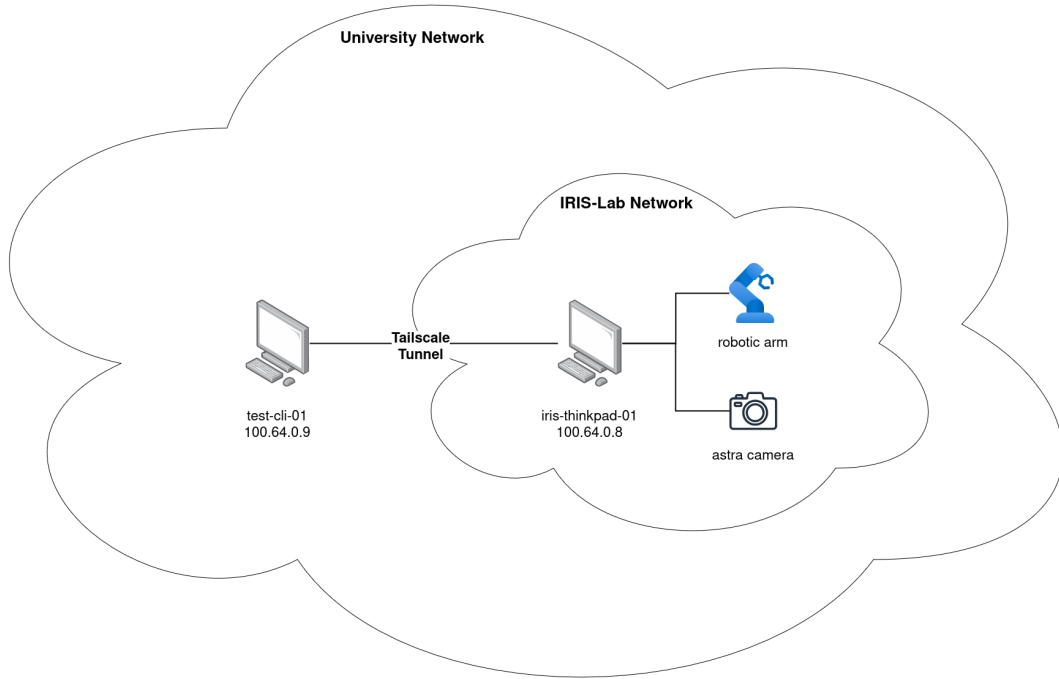 University Network
IRIS-Lab Network
Tailscale
Tunnel
robotic arm
test-cli-01
100.64.0.9
iris-thinkpad-01
100.64.0.8
astra camera